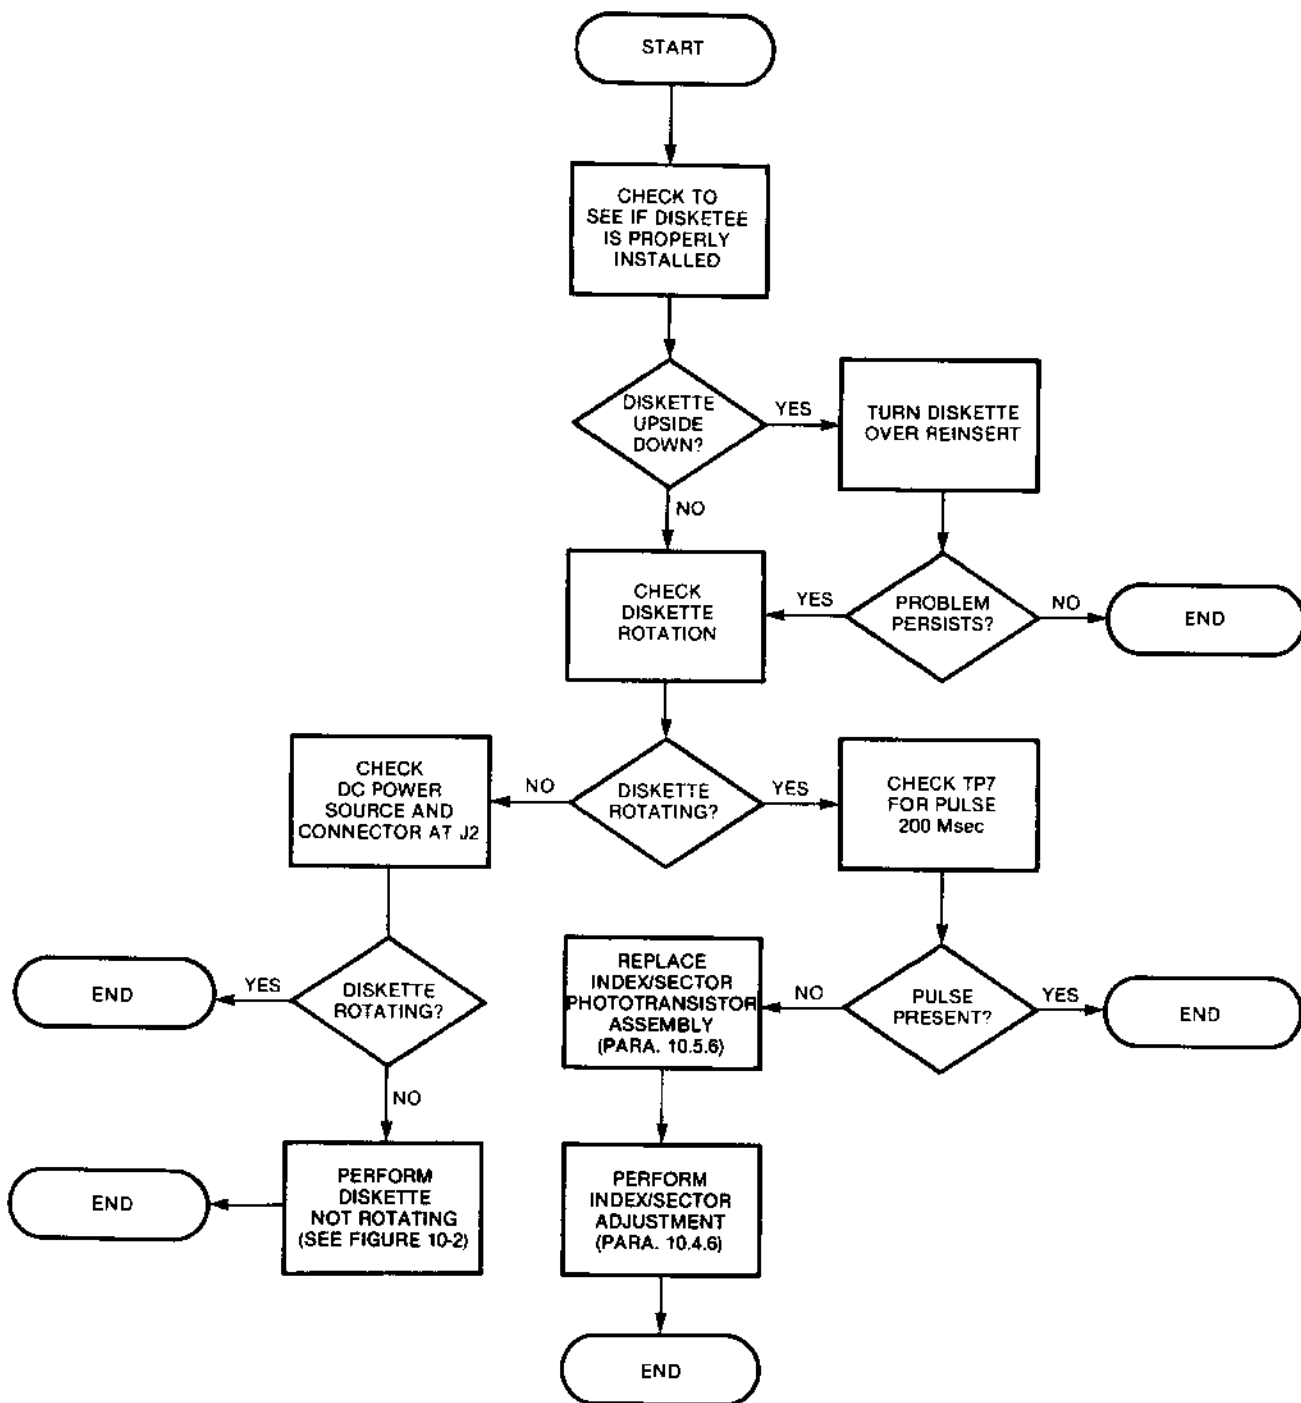 START
CHECK TO
SEE IF DISKETEE
IS PROPERLY
INSTALLED
DISKETTE
UPSIDE
DOWN?
YES
TURN DISKETTE
OVER REINSERT
NO
CHECK
DISKETTE
ROTATION
YES
PROBLEM
PERSISTS?
NO
END
CHECK
DC POWER
SOURCE AND
CONNECTOR AT J2
NO
DISKETTE
ROTATING?
YES
CHECK TP7
FOR PULSE
200 Msec
END
YES
DISKETTE
ROTATING?
REPLACE
INDEX/SECTOR
PHOTOTRANSISTOR
ASSEMBLY
(PARA. 10.5.6)
NO
PULSE
PRESENT?
YES
END
NO
END
PERFORM
DISKETTE
NOT ROTATING
(SEE FIGURE 10-2)
PERFORM
INDEX/SECTOR
ADJUSTMENT
(PARA. 10.4.6)
END